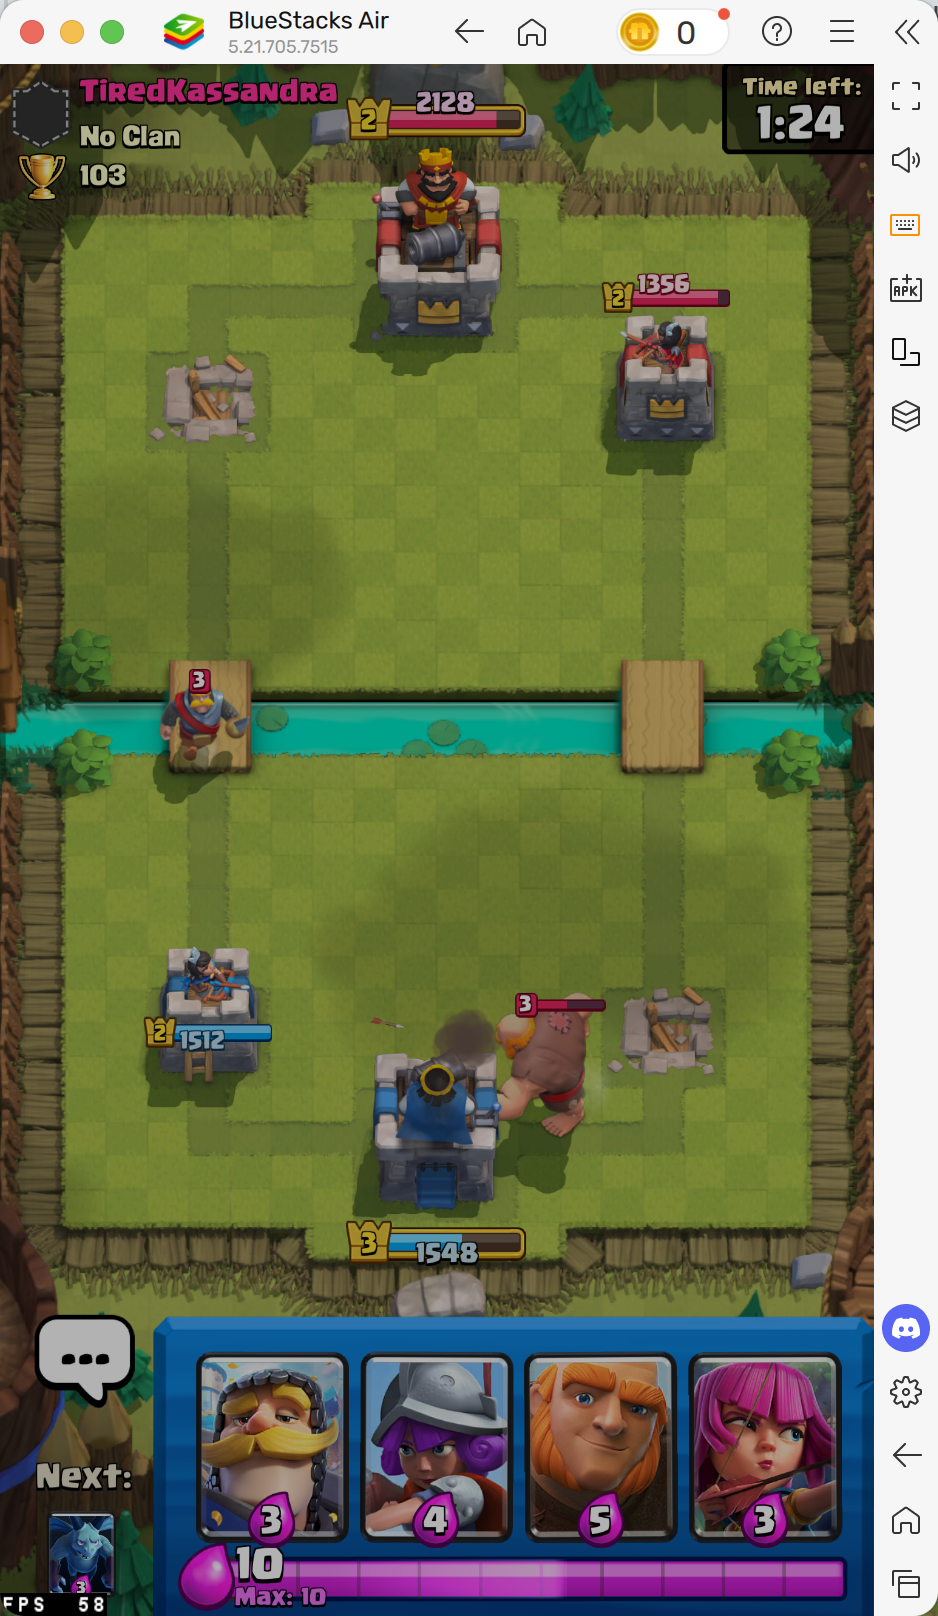 BlueStacks Air
5.21.705.7515
0
TiredKassandra
No Clan
103
2
2128
Time left:
1:24
2
1356
APK
3
3
2
1512
3
1548
...
Next:
3
3
4
5
3
10
Max: 10
FPS 58